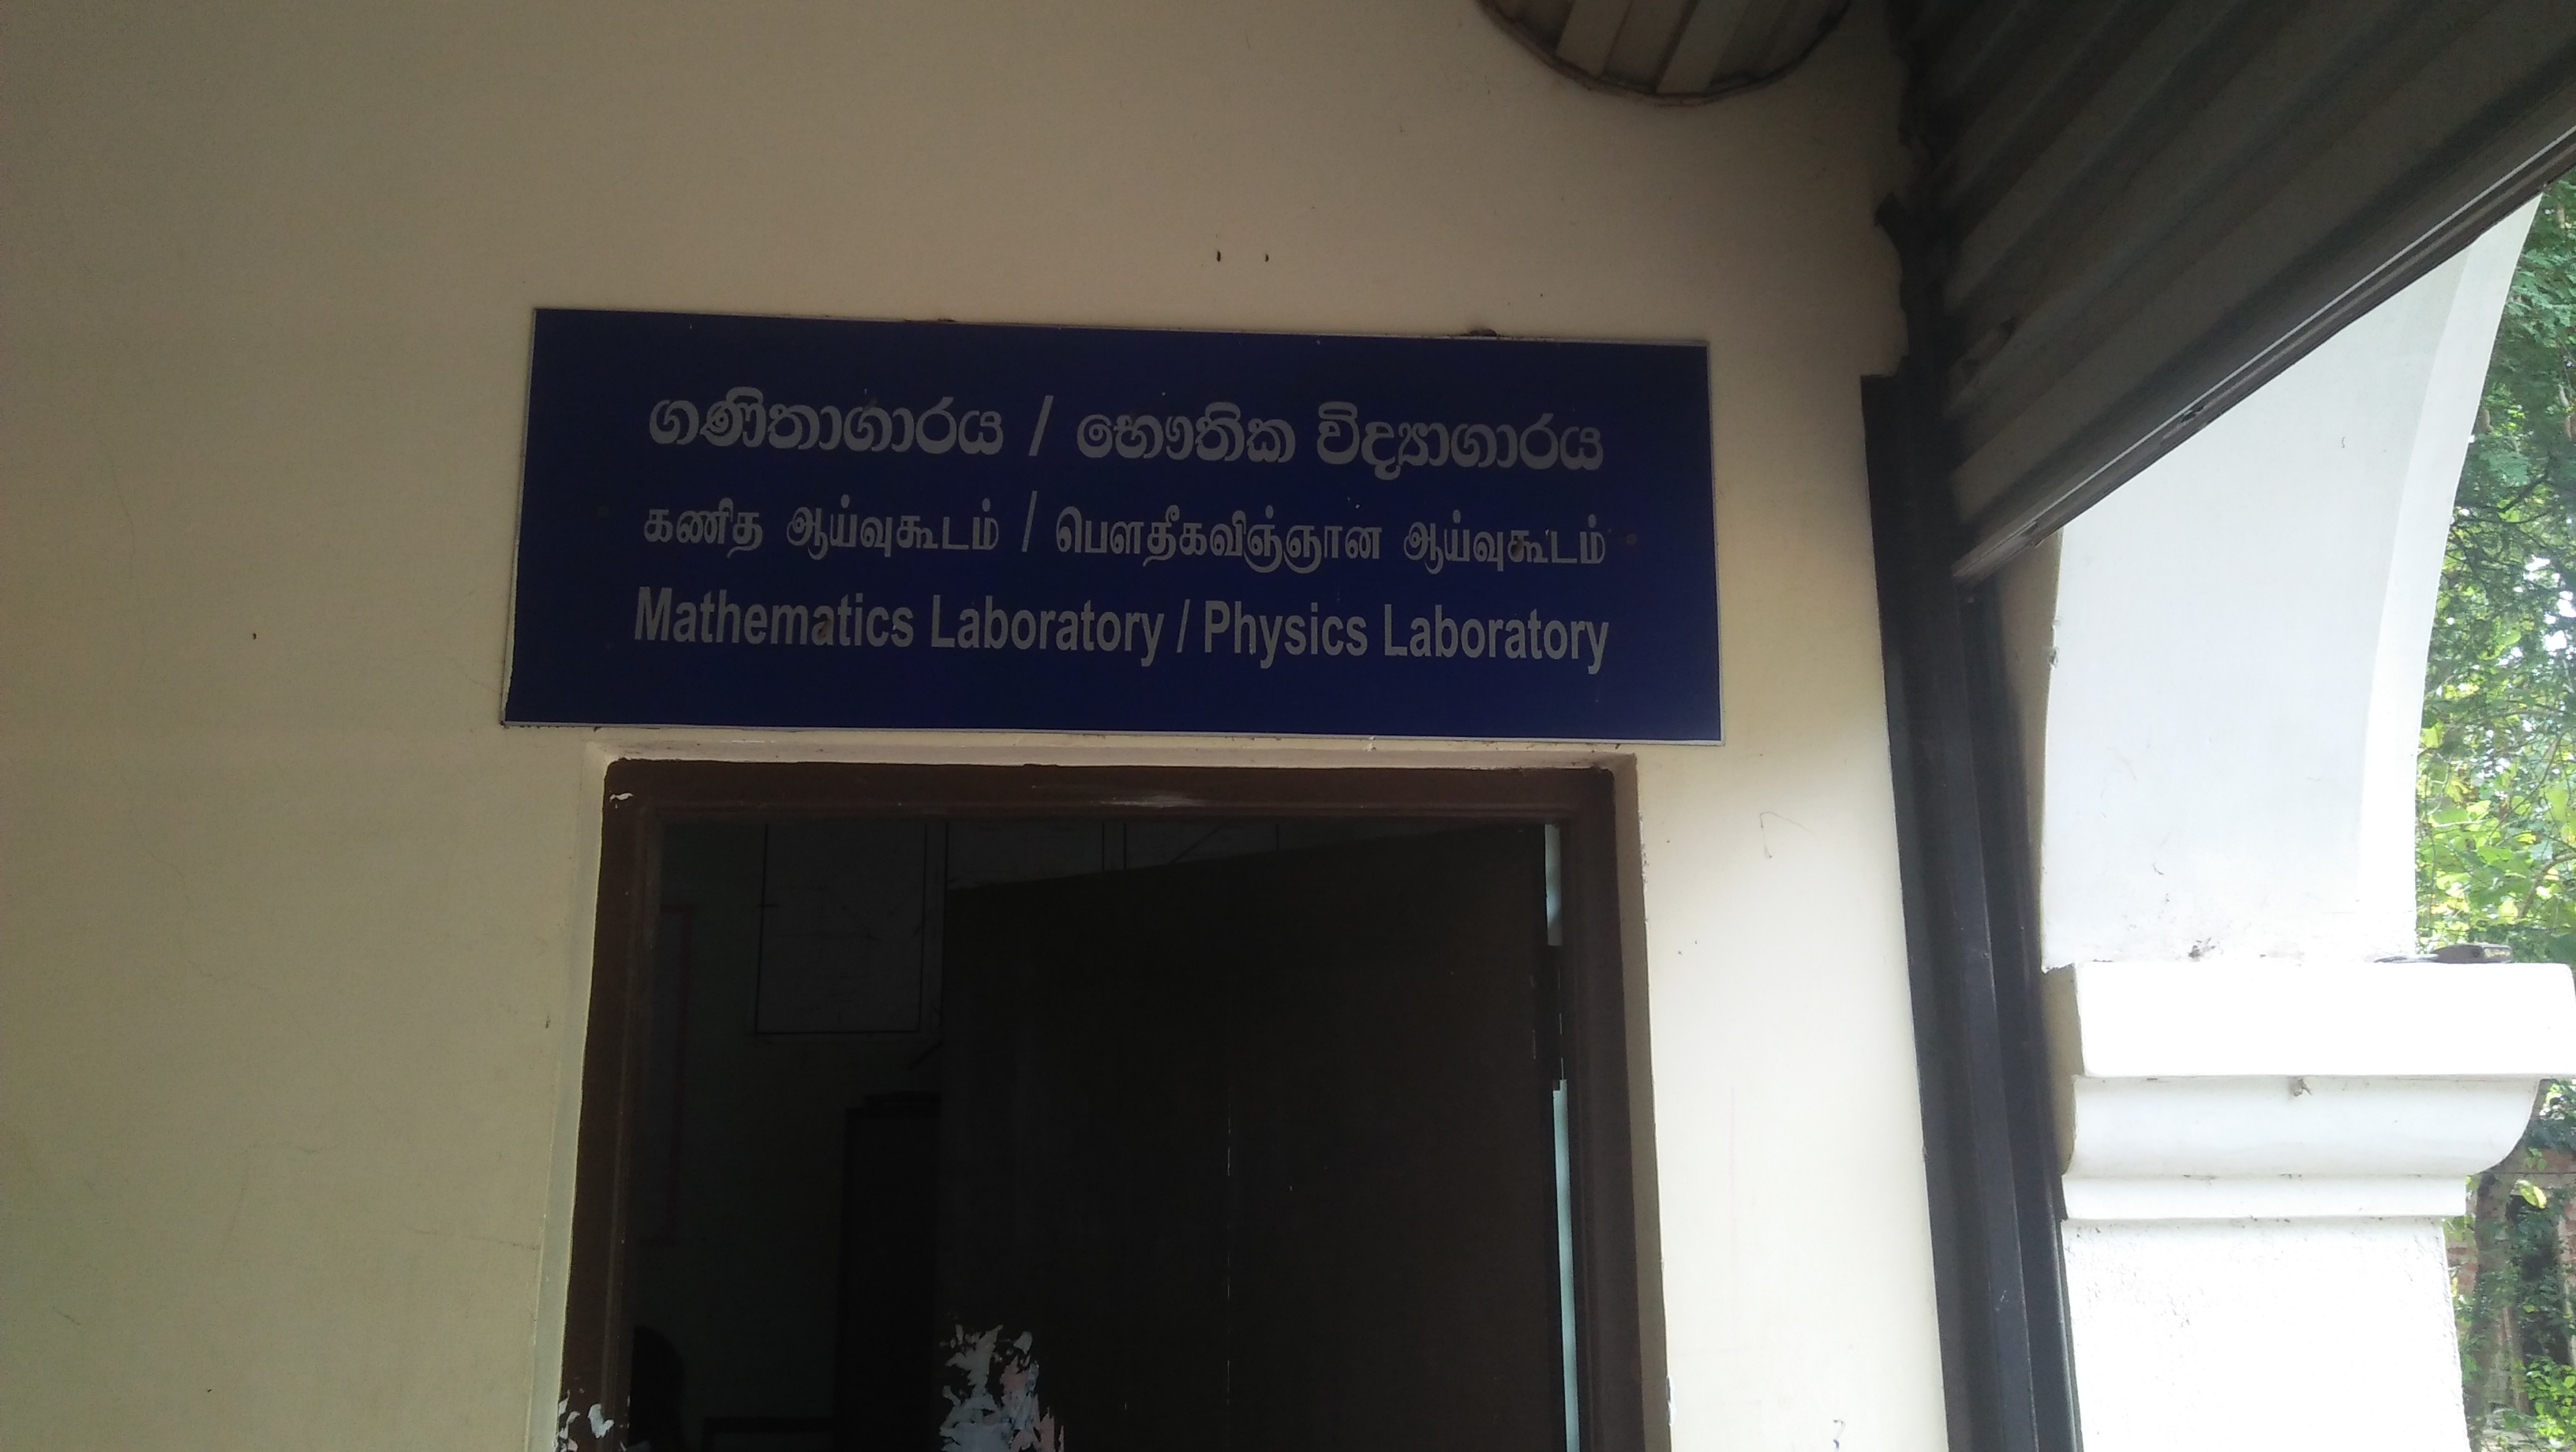 ගණිතාගාරය / භෞතික විද්‍යාගාරය
கணித ஆய்வுகூடம் / பௌதீகவிஞ்ஞான ஆய்வுகூடம்
Mathematics Laboratory / Physics Laboratory